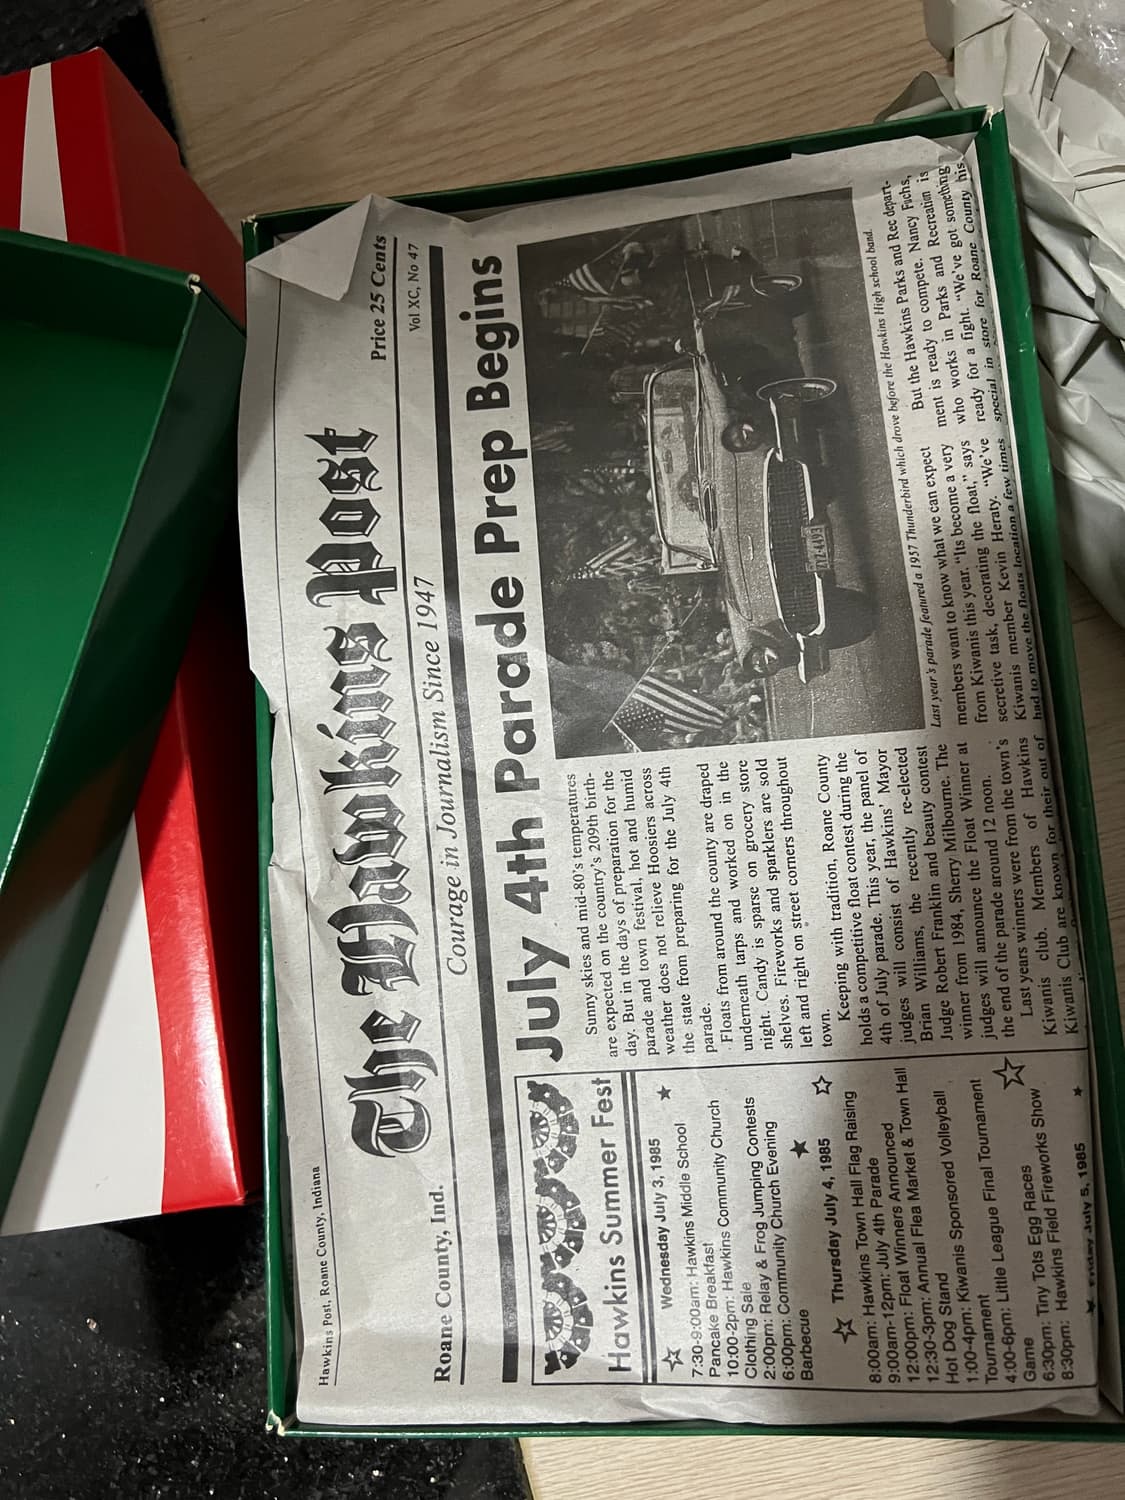 Hawkins Post, Roane County, Indiana
The Hawkins Post
Price 25 Cents
Roane County, Ind.
Courage in Journalism Since 1947
Vol XC, No 47
July 4th Parade Prep Begins
Hawkins Summer Fest
Wednesday July 3, 1985
7:30-9:00am: Hawkins Middle School
Pancake Breakfast
10:00-2pm: Hawkins Community Church
Clothing Sale
2:00pm: Relay & Frog Jumping Contests
6:00pm: Community Church Evening
Barbecue
Thursday July 4, 1985
8:00am: Hawkins Town Hall Flag Raising
9:00am-12pm: July 4th Parade
12:00pm: Float Winners Announced
12:30-3pm: Annual Flea Market & Town Hall
Hot Dog Stand
1:00-4pm: Kiwanis Sponsored Volleyball
Tournament
4:00-6pm: Little League Final Tournament
Game
6:30pm: Tiny Tots Egg Races
8:30pm: Hawkins Field Fireworks Show
Friday July 5, 1985
Sunny skies and mid-80's temperatures
are expected on the country's 209th birth-
day. But in the days of preparation for the
parade and town festival, hot and humid
weather does not relieve Hoosiers across
the state from preparing for the July 4th
parade.
Floats from around the county are draped
underneath tarps and worked on in the
night. Candy is sparse on grocery store
shelves. Fireworks and sparklers are sold
left and right on street corners throughout
town.
Keeping with tradition, Roane County
holds a competitive float contest during the
4th of July parade. This year, the panel of
judges will consist of Hawkins' Mayor
Brian Williams, the recently re-elected
Judge Robert Franklin and beauty contest
winner from 1984, Sherry Milbourne. The
judges will announce the Float Winner at
the end of the parade around 12 noon.
Last years winners were from the town's
Kiwanis club. Members of Hawkins
Kiwanis Club are known for their out of
Last year's parade featured a 1957 Thunderbird which drove before the Hawkins High school band.
members want to know what we can expect
from Kiwanis this year. "Its become a very
secretive task, decorating the float," says
Kiwanis member Kevin Heraty. "We've
had to move the floats location a few times
But the Hawkins Parks and Rec depart-
ment is ready to compete. Nancy Fuchs,
who works in Parks and Recreation is
ready for a fight. "We've got something
special in store for Roane County his